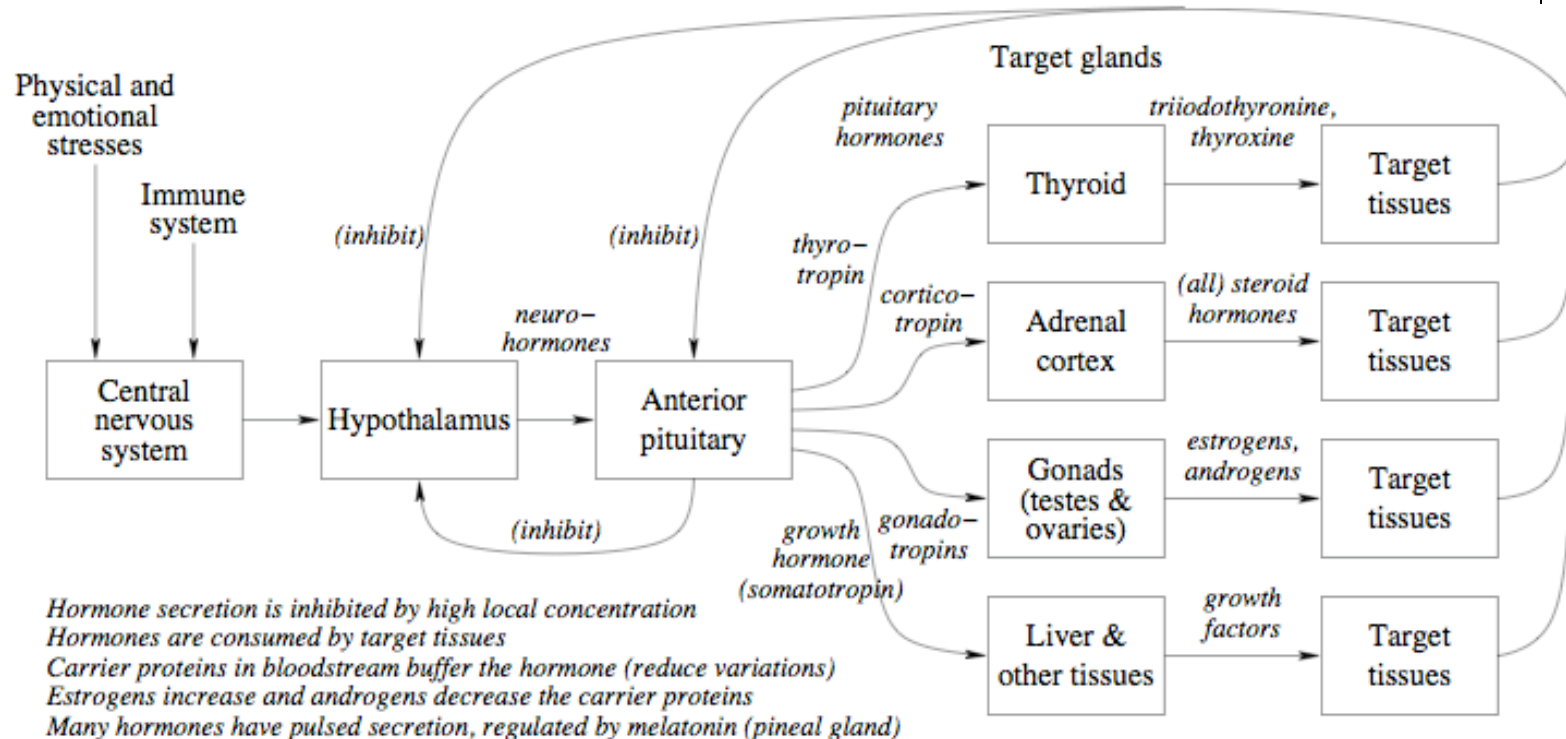 Target glands
Physical and
emotional
stresses
Immune
system
(inhibit)
(inhibit)
pituitary
hormones
triiodothyronine,
thyroxine
Thyroid
Target
tissues
thyro–
tropin
cortico–
tropin
(all) steroid
hormones
Adrenal
cortex
Target
tissues
neuro–
hormones
Central
nervous
system
Hypothalamus
Anterior
pituitary
estrogens,
androgens
Gonads
(testes &
ovaries)
Target
tissues
(inhibit)
growth
hormone
(somatotropin)
gonado–
tropins
growth
factors
Liver &
other tissues
Target
tissues
Hormone secretion is inhibited by high local concentration
Hormones are consumed by target tissues
Carrier proteins in bloodstream buffer the hormone (reduce variations)
Estrogens increase and androgens decrease the carrier proteins
Many hormones have pulsed secretion, regulated by melatonin (pineal gland)